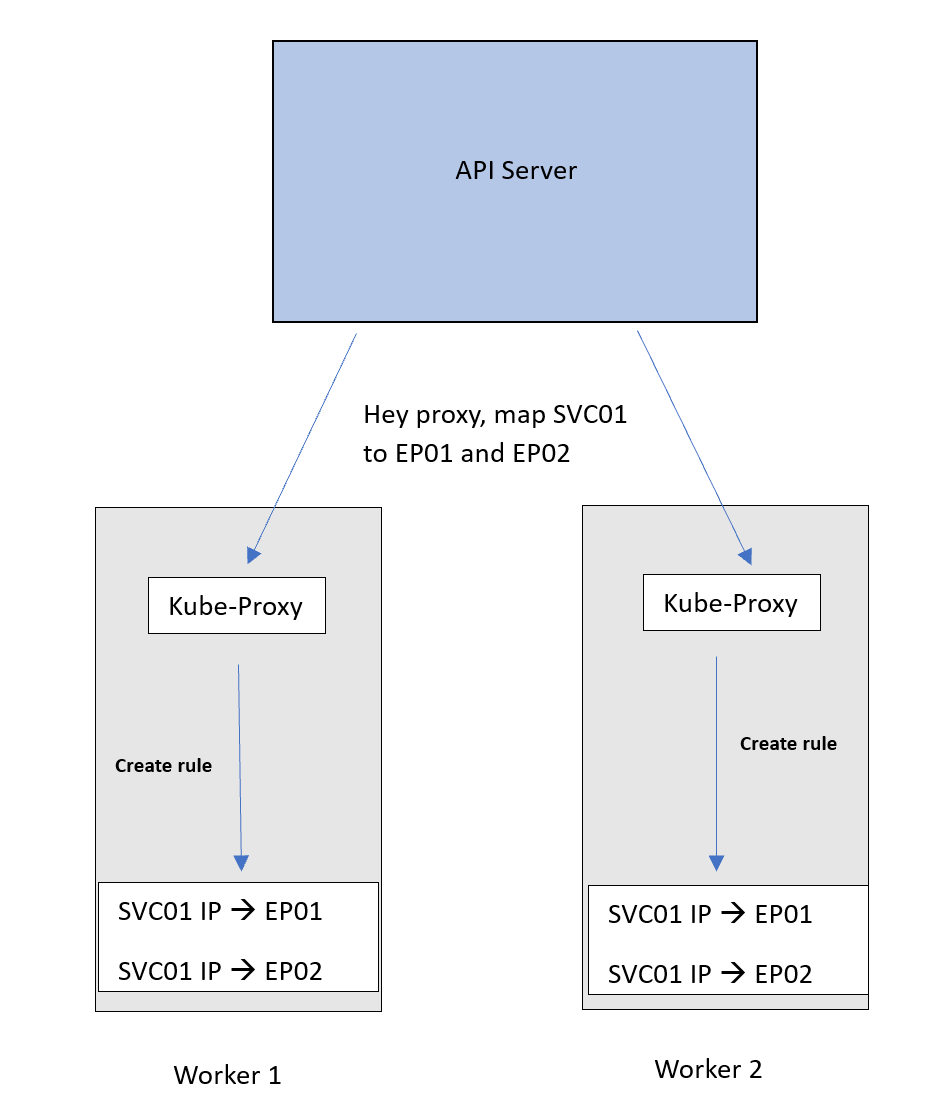 API Server
Hey proxy, map SVC01
to EP01 and EP02
Kube-Proxy
Create rule
SVC01 IP → EP01
SVC01 IP → EP02
Worker 1
Kube-Proxy
Create rule
SVC01 IP → EP01
SVC01 IP → EP02
Worker 2